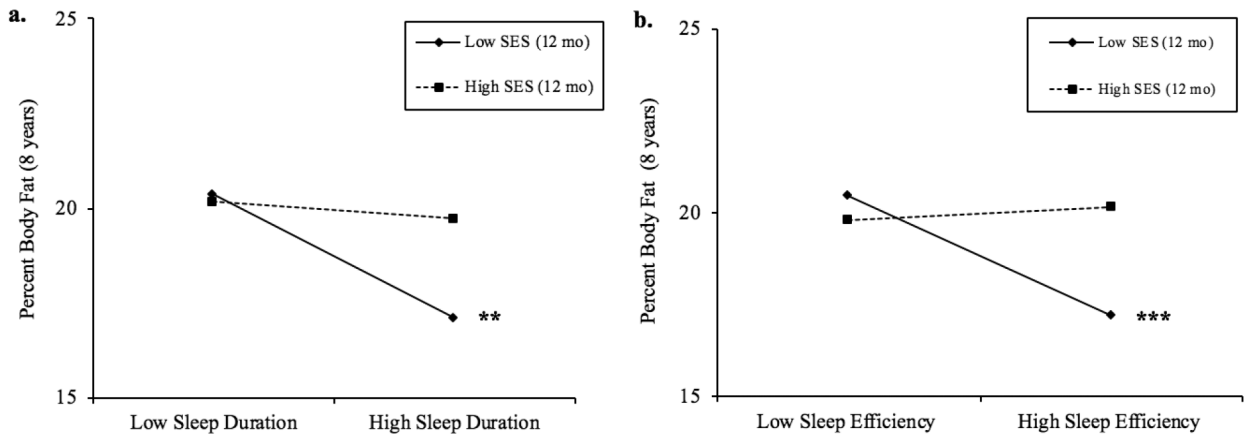 a.
25
20
15
Percent Body Fat (8 years)
Low SES (12 mo)
High SES (12 mo)
**
Low Sleep Duration
High Sleep Duration
b.
25
20
15
Percent Body Fat (8 years)
Low SES (12 mo)
High SES (12 mo)
***
Low Sleep Efficiency
High Sleep Efficiency